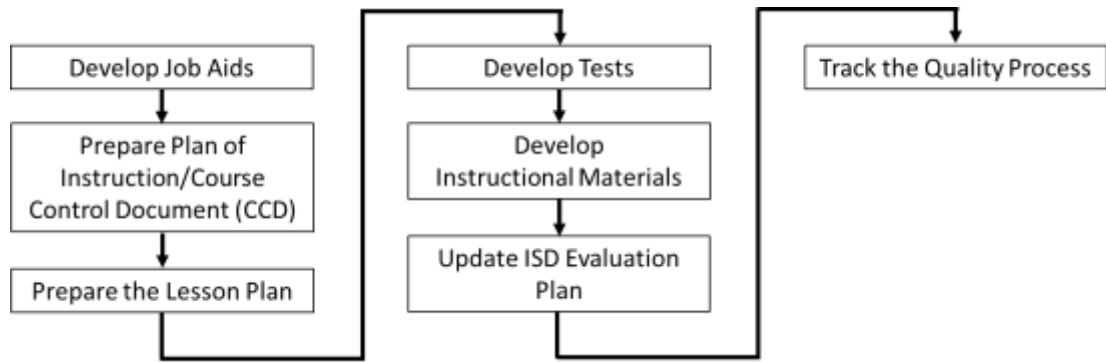 Develop Job Aids
Prepare Plan of
Instruction/Course
Control Document (CCD)
Prepare the Lesson Plan
Develop Tests
Develop
Instructional Materials
Update ISD Evaluation
Plan
Track the Quality Process